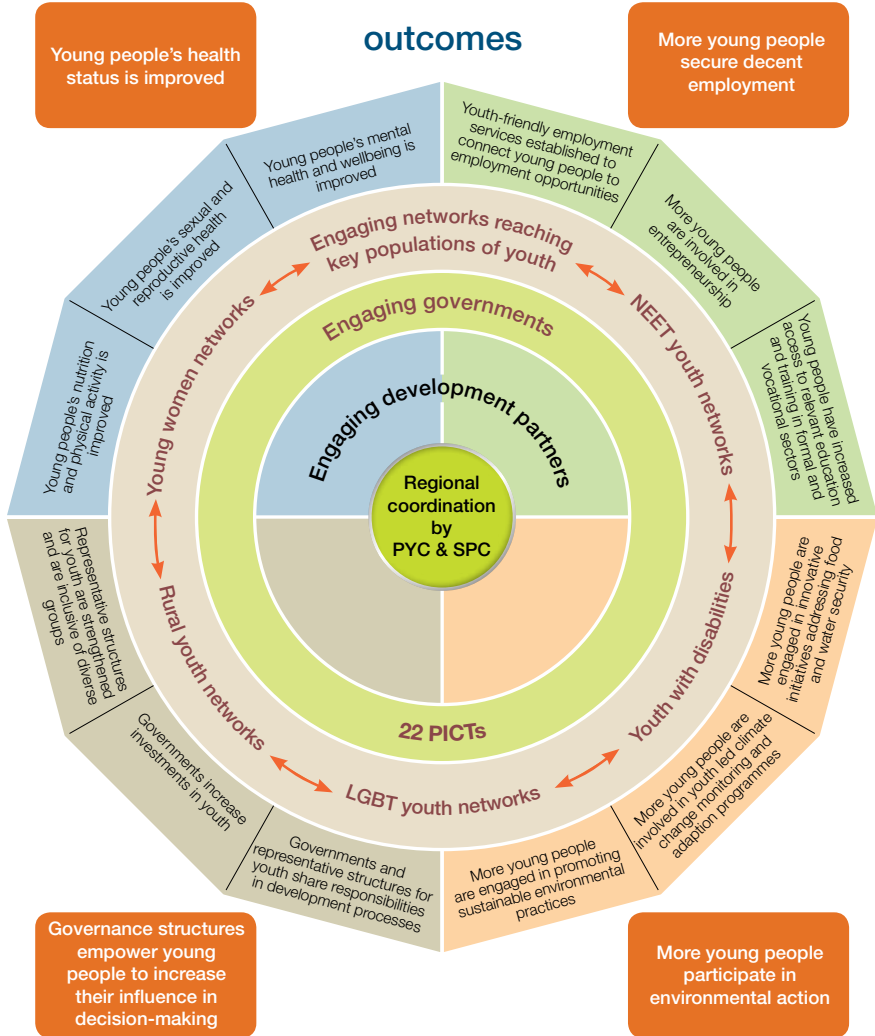 outcomes
Young people's health
status is improved
More young people
secure decent
employment
Young people's mental
health and wellbeing is
improved
Young people's sexual and
reproductive health
is improved
Young people's nutrition
and physical activity is
improved
Youth-friendly employment
services established to
connect young people to
employment opportunities
More young people
are involved in
entrepreneurship
Young people have increased
access to relevant education
and training in formal and
vocational sectors
More young people are
engaged in innovative
initiatives addressing food
and water security
More young people are
involved in youth led climate
change monitoring and
adaption programmes
More young people
are engaged in promoting
sustainable environmental
practices
Governments and
representative structures for
youth share responsibilities
in development processes
Governments increase
investments in youth
Representative structures
for youth are strengthened
and are inclusive of diverse
groups
Engaging networks reaching
key populations of youth
NEET youth networks
Youth with disabilities
LGBT youth networks
Rural youth networks
Young women networks
Engaging governments
22 PICTs
Engaging development partners
Regional
coordination
by
PYC & SPC
Governance structures
empower young
people to increase
their influence in
decision-making
More young people
participate in
environmental action